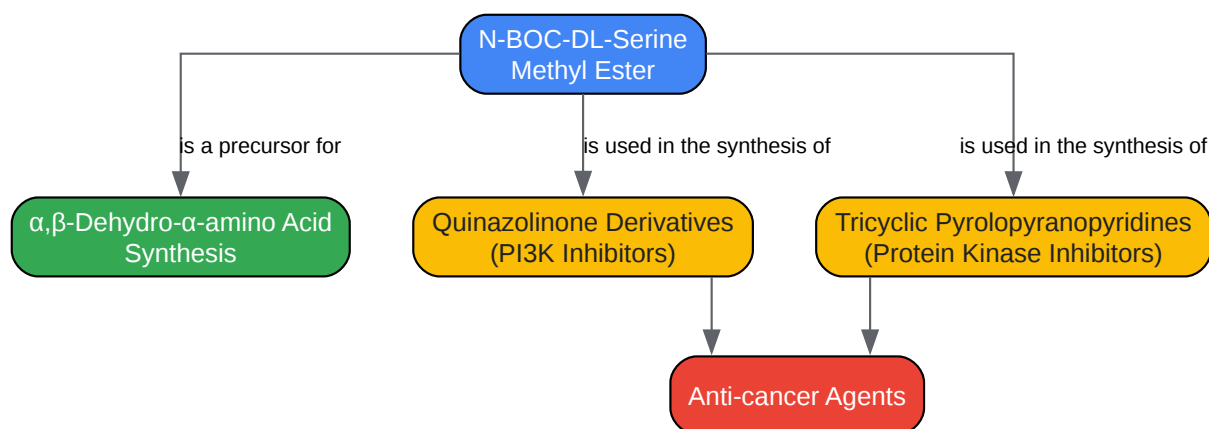 N-BOC-DL-Serine
Methyl Ester
is a precursor for
is used in the synthesis of
is used in the synthesis of
α,β-Dehydro-α-amino Acid
Synthesis
Quinazolinone Derivatives
(PI3K Inhibitors)
Tricyclic Pyrolopyranopyridines
(Protein Kinase Inhibitors)
Anti-cancer Agents